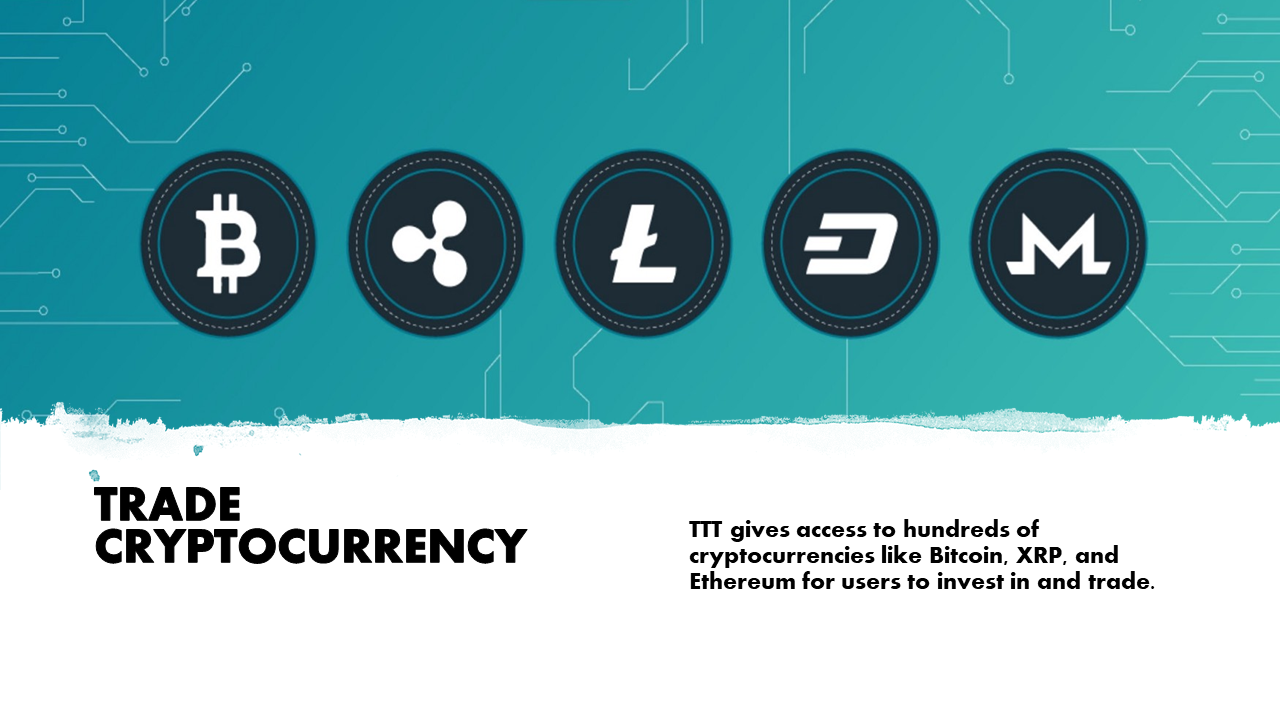 TRADE
CRYPTOCURRENCY
TTT gives access to hundreds of
cryptocurrencies like Bitcoin, XRP, and
Ethereum for users to invest in and trade.